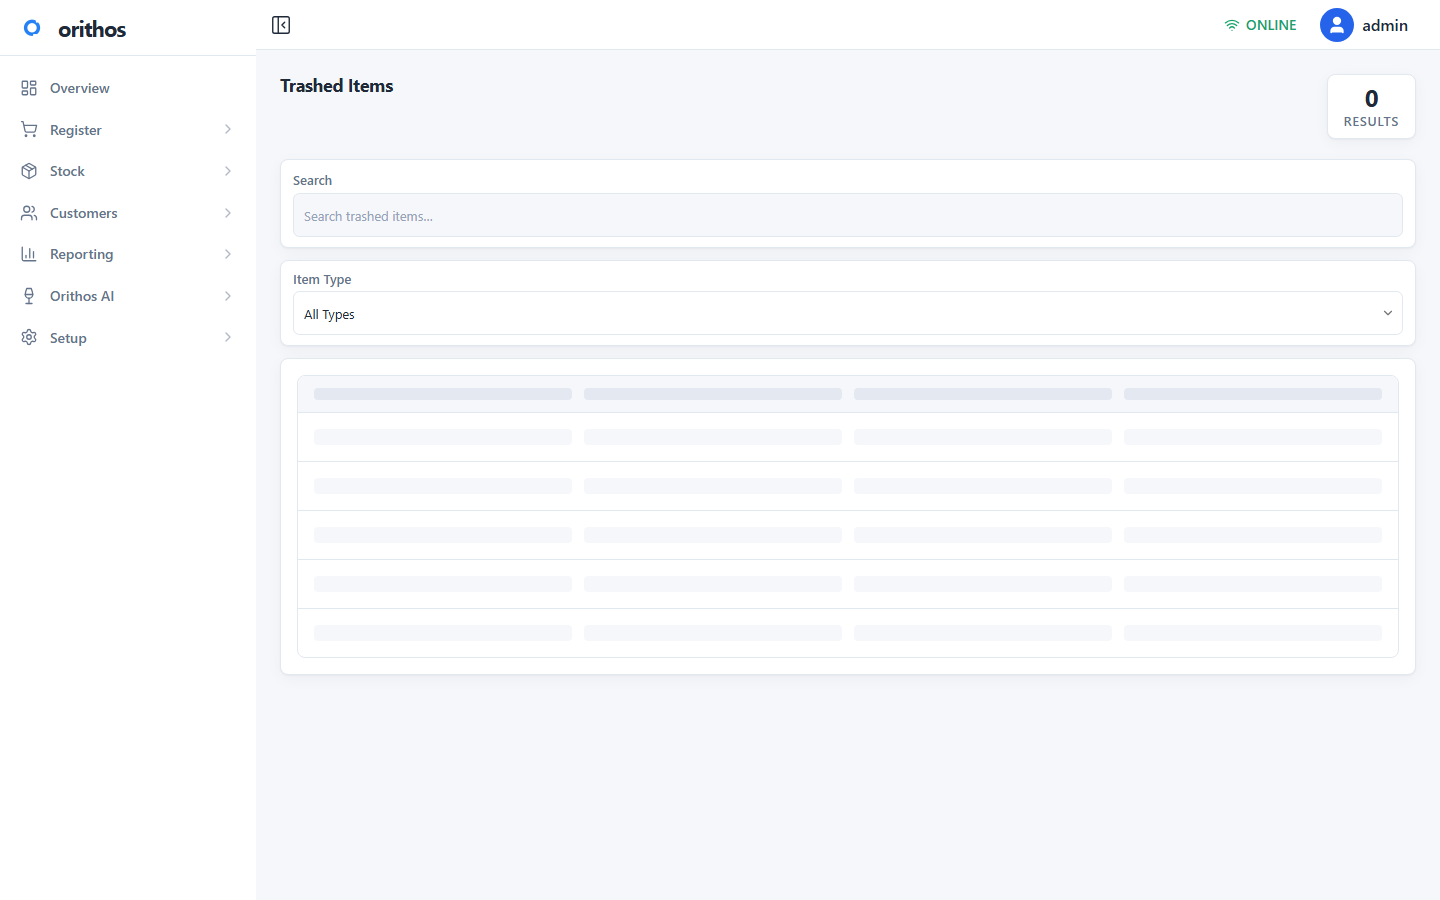 orithos
ONLINE
admin
Overview
Register
Stock
Customers
Reporting
Orithos AI
Setup
Trashed Items
0
RESULTS
Search
Search trashed items...
Item Type
All Types